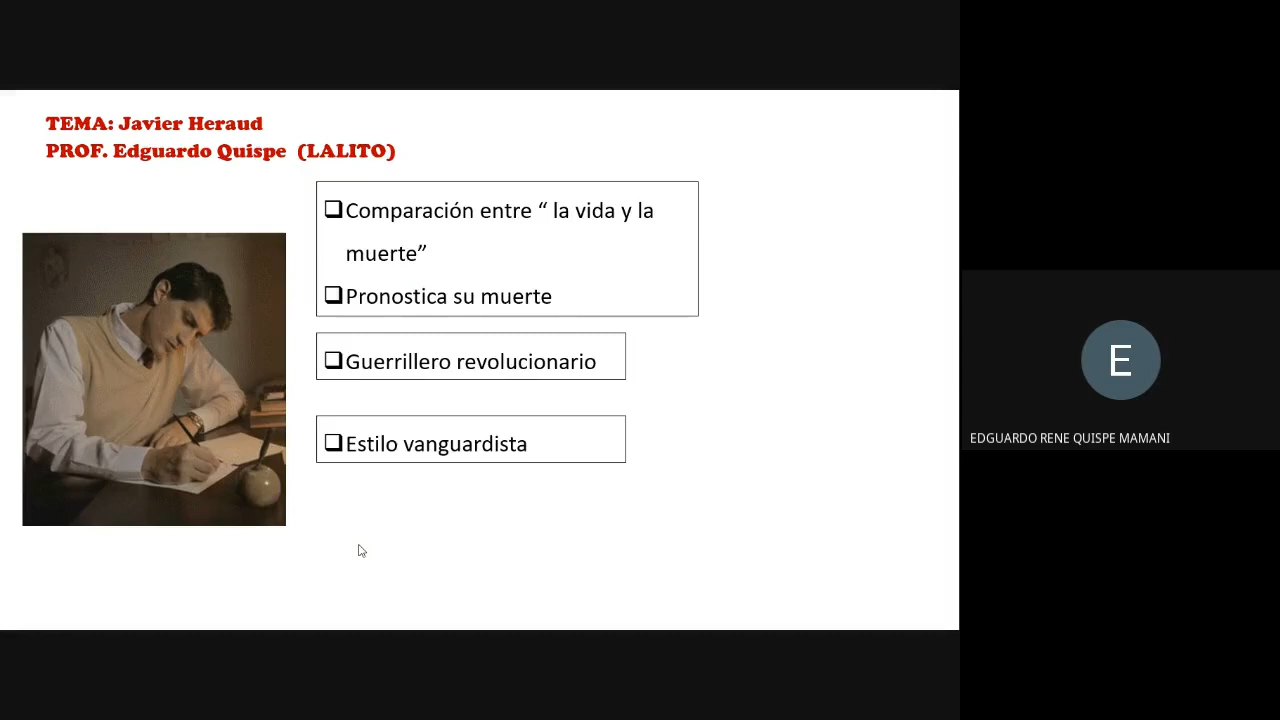 TEMA: Javier Heraud
PROF. Edguardo Quispe (LALITO)
❑Comparación entre “ la vida y la
muerte”
❑Pronostica su muerte
❑Guerrillero revolucionario
❑Estilo vanguardista
E
EDGUARDO RENE QUISPE MAMANI